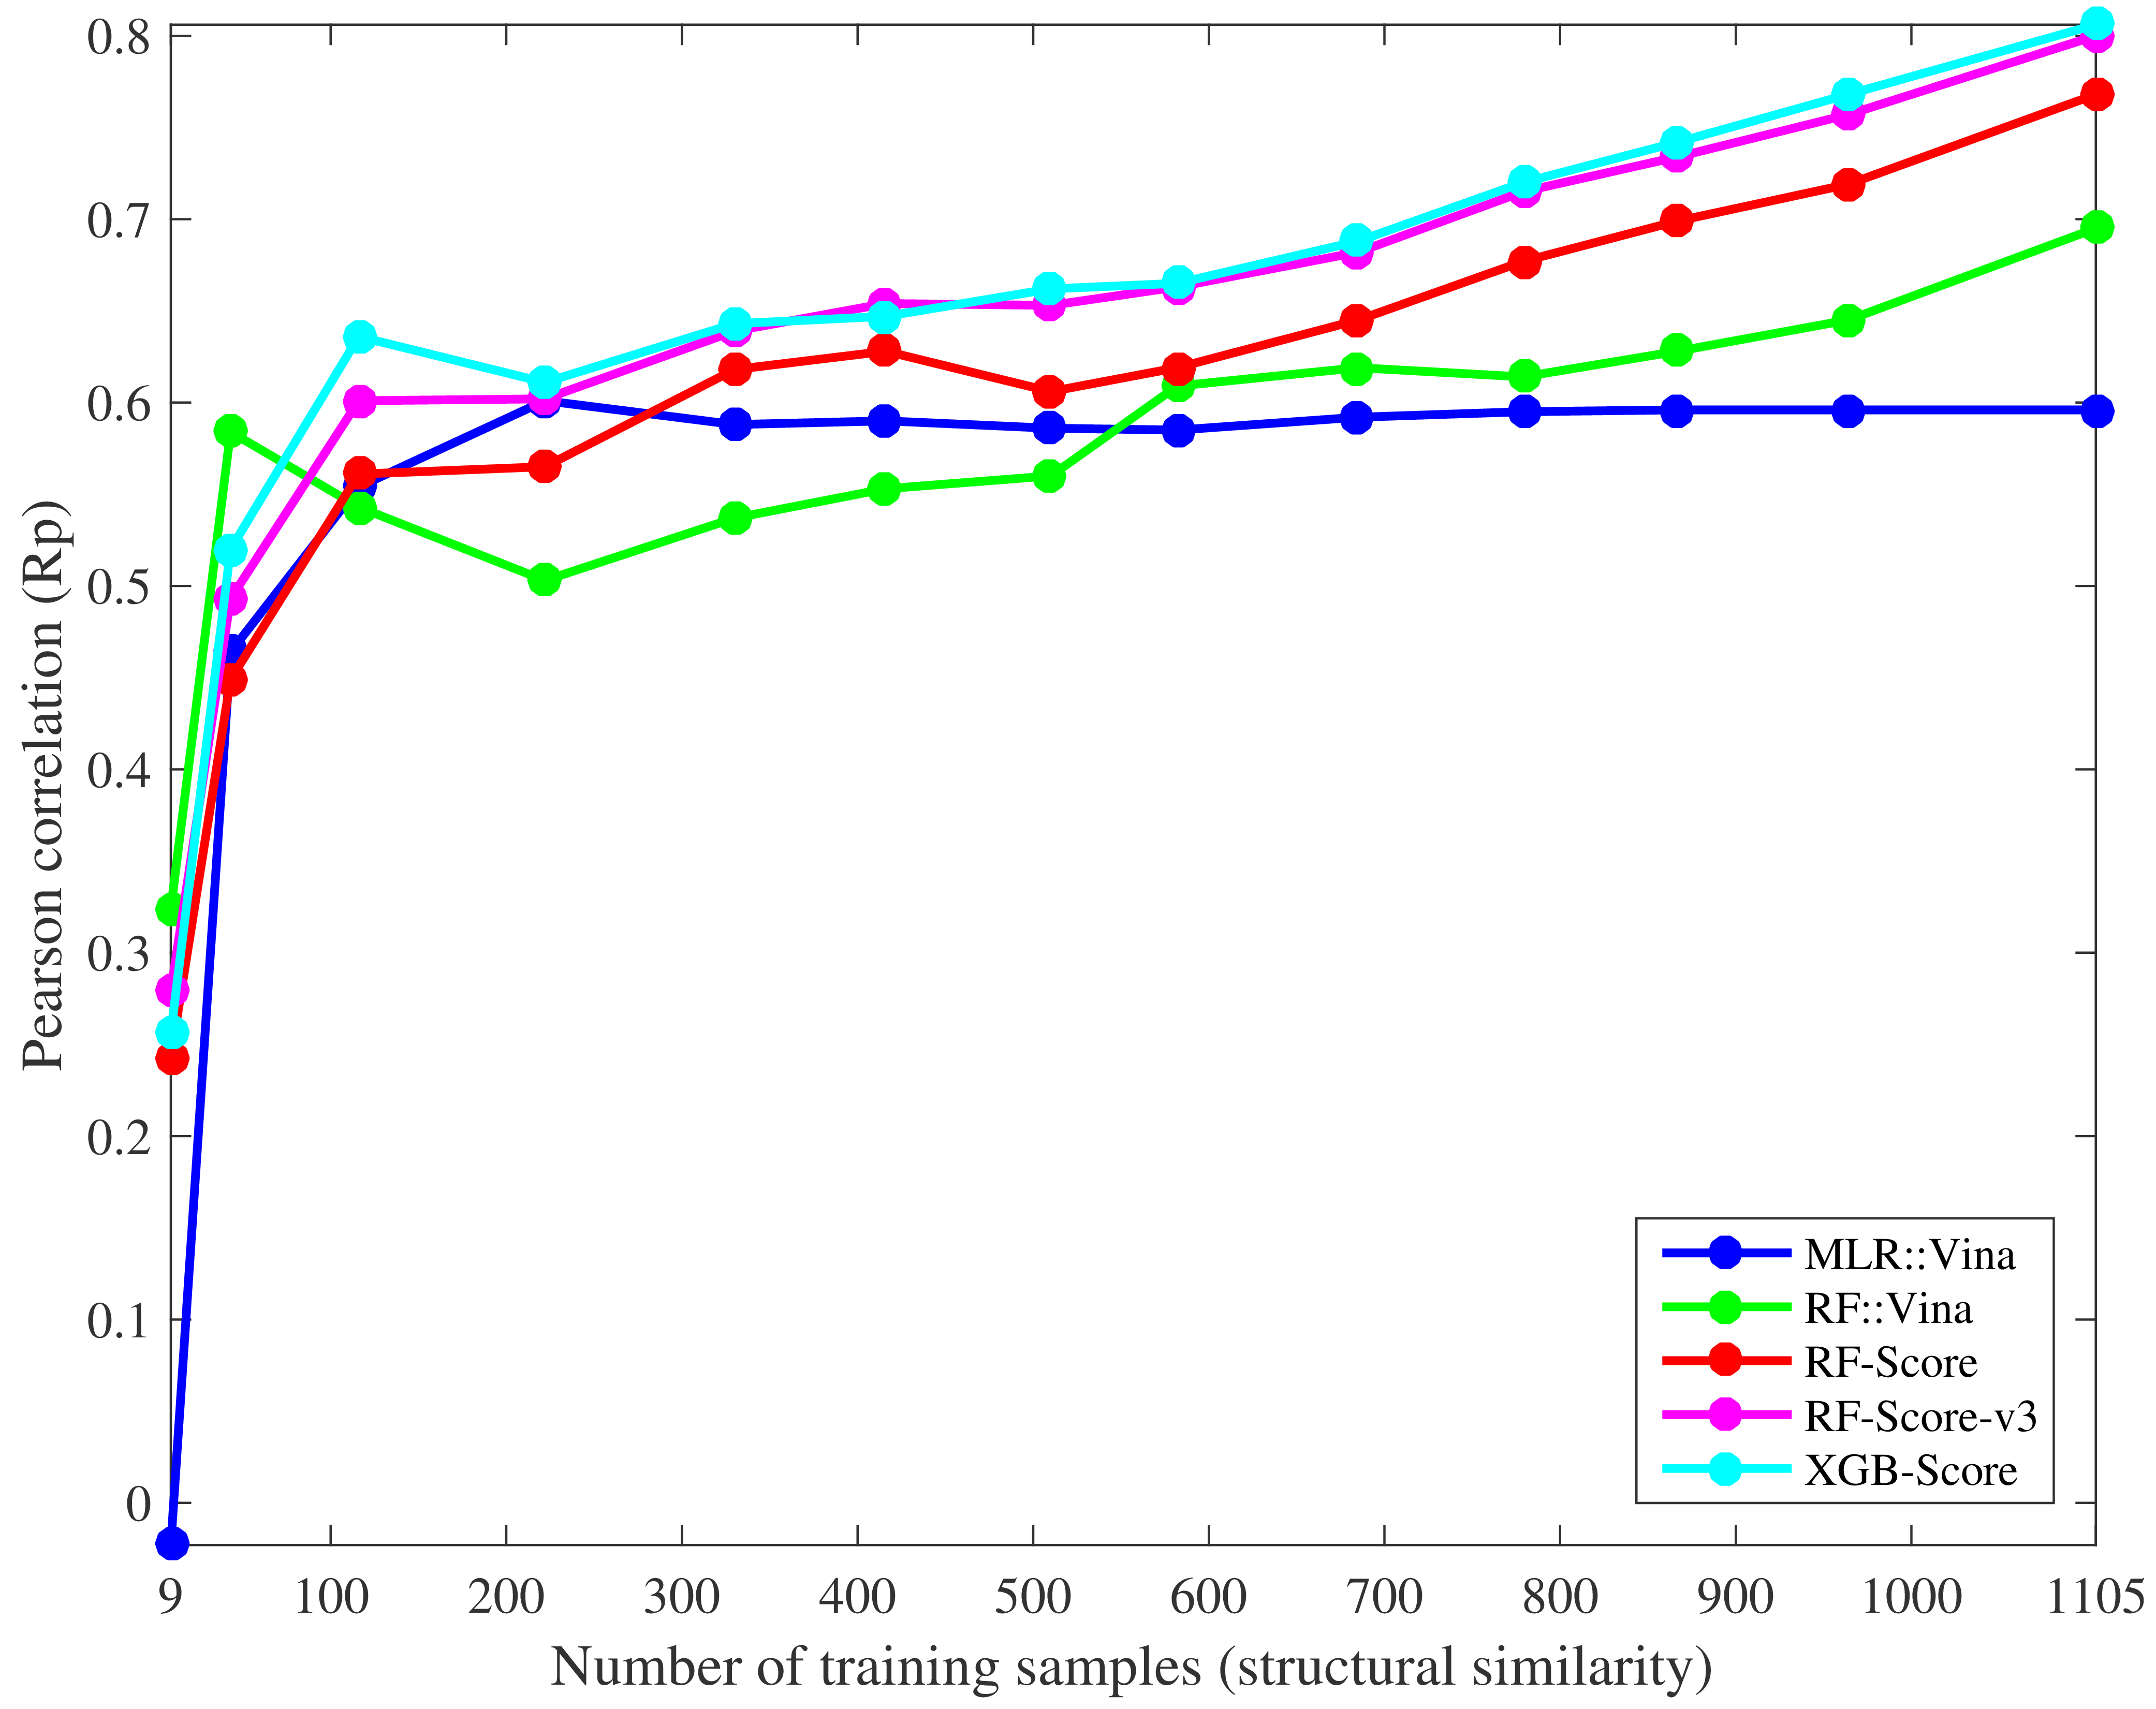 Pearson correlation (Rp)
0.8
0.7
0.6
0.5
0.4
0.3
0.2
0.1
0
9 100 200 300 400 500 600 700 800 900 1000 1105
Number of training samples (structural similarity)
MLR::Vina
RF::Vina
RF-Score
RF-Score-v3
XGB-Score